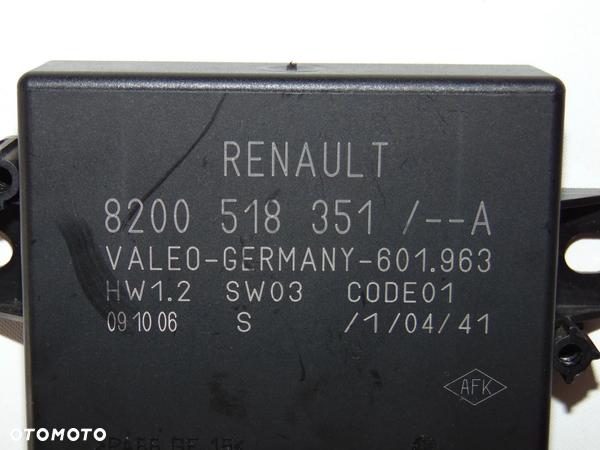 RENAULT
8200 518 351 /--A
VALEO-GERMANY-601.963
HW1.2 SW03 CODE01
09 10 06 S /1/04/41
AFK
OTOMOTO